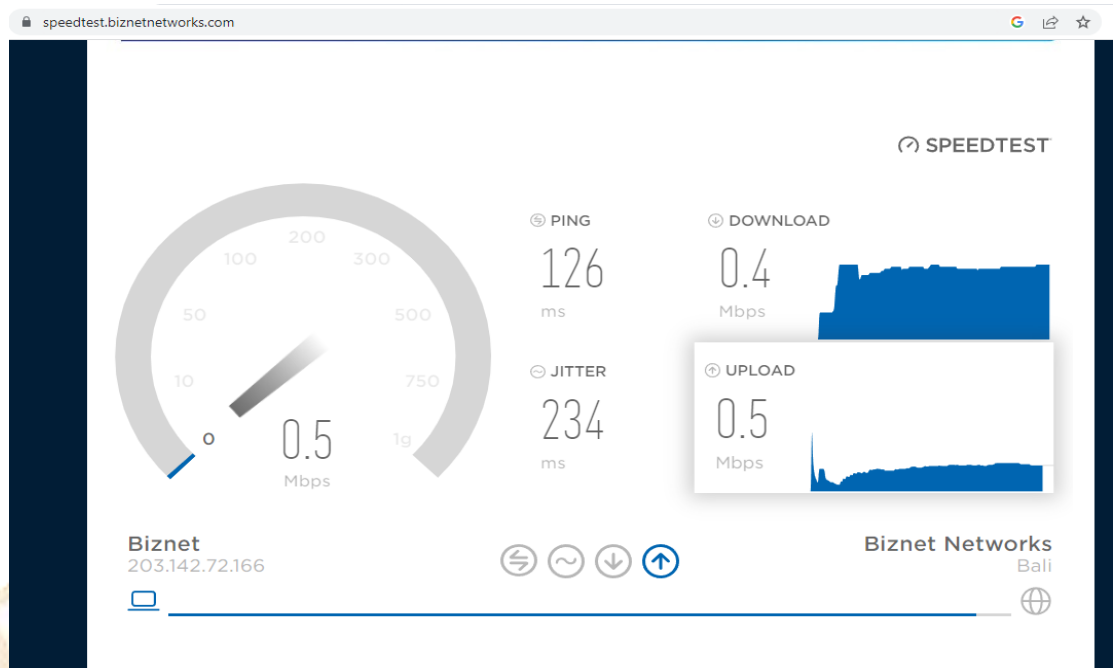 speedtest.biznetnetworks.com
SPEEDTEST
PING
126
ms
DOWNLOAD
0.4
Mbps
JITTER
234
ms
UPLOAD
0.5
Mbps
0
10
50
100
200
300
500
750
1g
0.5
Mbps
Biznet
203.142.72.166
Biznet Networks
Bali